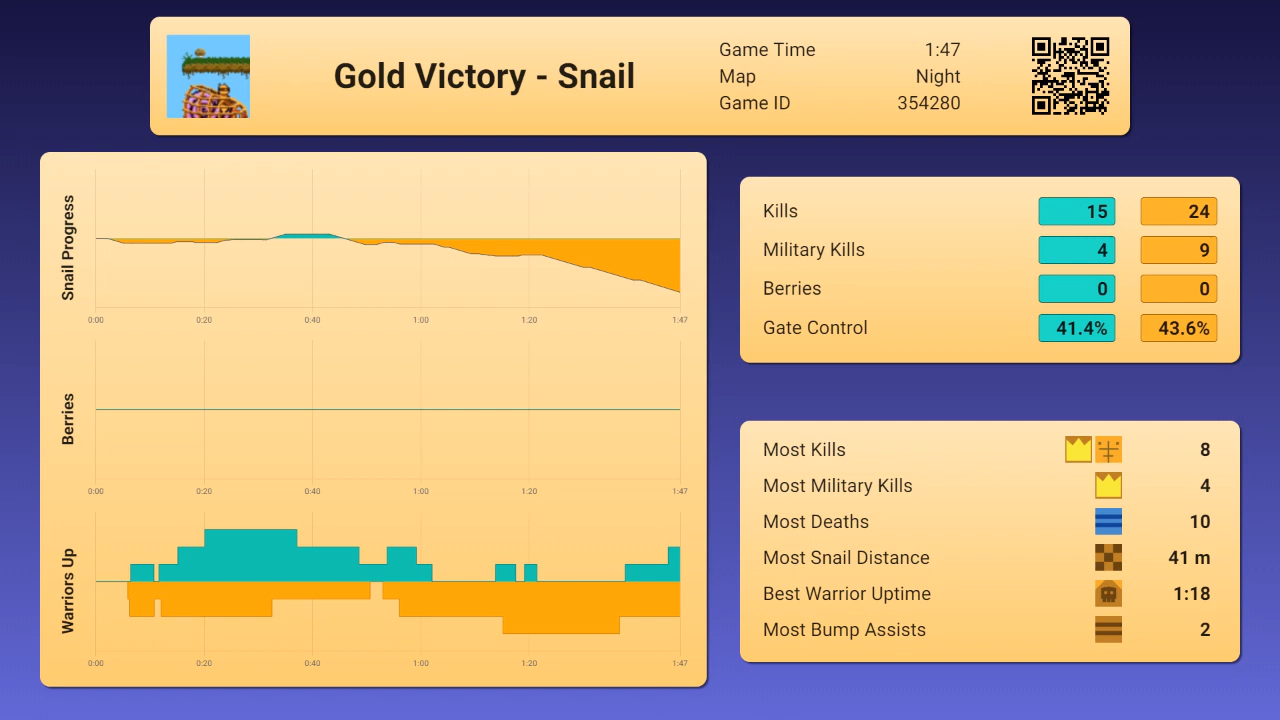 Gold Victory - Snail
Game Time 1:47
Map Night
Game ID 354280
Snail Progress
0:00 0:20 0:40 1:00 1:20 1:47
Berries
0:00 0:20 0:40 1:00 1:20 1:47
Warriors Up
0:00 0:20 0:40 1:00 1:20 1:47
Kills 15 24
Military Kills 4 9
Berries 0 0
Gate Control 41.4% 43.6%
Most Kills 8
Most Military Kills 4
Most Deaths 10
Most Snail Distance 41 m
Best Warrior Uptime 1:18
Most Bump Assists 2